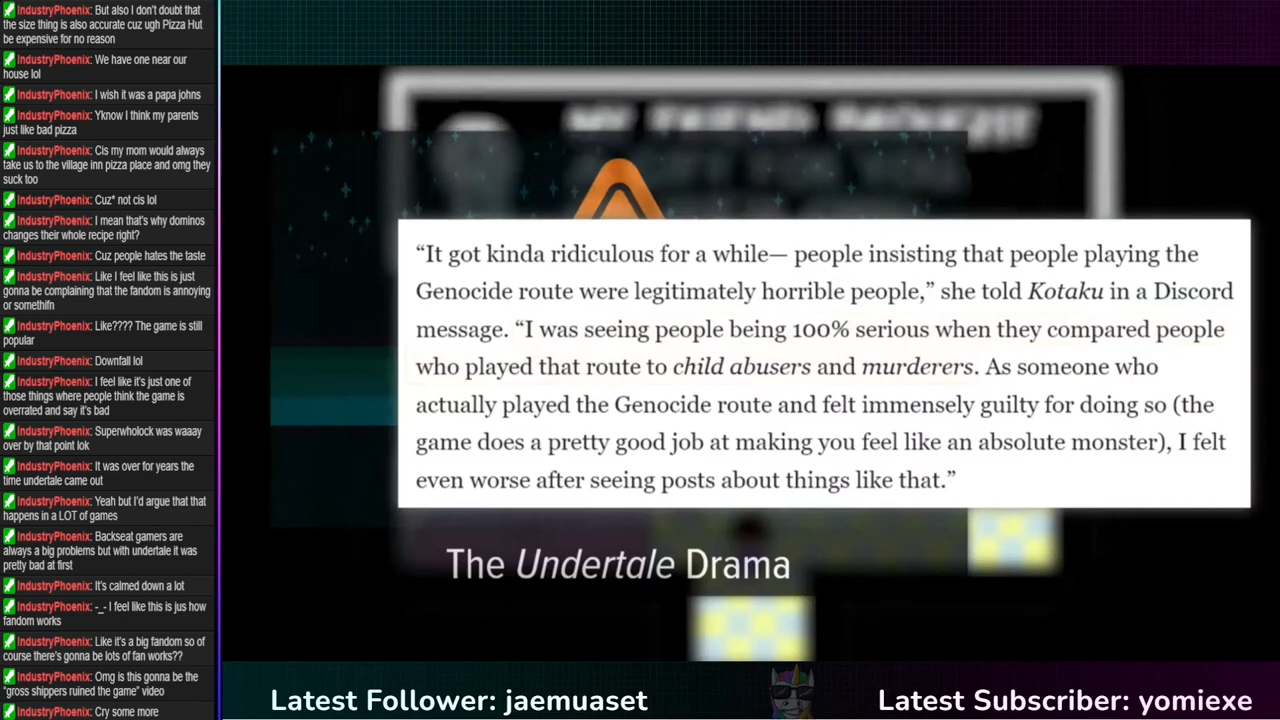 IndustryPhoenix: But also I don't doubt that
the size thing is also accurate cuz ugh Pizza Hut
be expensive for no reason
IndustryPhoenix: We have one near our
house lol
IndustryPhoenix: I wish it was a papa johns
IndustryPhoenix: Yknow I think my parents
just like bad pizza
IndustryPhoenix: Cis my mom would always
take us to the village inn pizza place and omg they
suck too
IndustryPhoenix: Cuz* not cis lol
IndustryPhoenix: I mean that's why dominos
changes their whole recipe right?
IndustryPhoenix: Cuz people hates the taste
IndustryPhoenix: Like I feel like this is just
gonna be complaining that the fandom is annoying
or somethifn
IndustryPhoenix: Like???? The game is still
popular
IndustryPhoenix: Downfall lol
IndustryPhoenix: I feel like it's just one of
those things where people think the game is
overrated and say it's bad
IndustryPhoenix: Superwholock was waaay
over by that point lok
IndustryPhoenix: It was over for years the
time undertale came out
IndustryPhoenix: Yeah but I'd argue that that
happens in a LOT of games
IndustryPhoenix: Backseat gamers are
always a big problems but with undertale it was
pretty bad at first
IndustryPhoenix: It's calmed down a lot
IndustryPhoenix: -_- I feel like this is jus how
fandom works
IndustryPhoenix: Like it's a big fandom so of
course there's gonna be lots of fan works??
IndustryPhoenix: Omg is this gonna be the
"gross shippers ruined the game" video
IndustryPhoenix: Cry some more
“It got kinda ridiculous for a while— people insisting that people playing the
Genocide route were legitimately horrible people,” she told Kotaku in a Discord
message. “I was seeing people being 100% serious when they compared people
who played that route to child abusers and murderers. As someone who
actually played the Genocide route and felt immensely guilty for doing so (the
game does a pretty good job at making you feel like an absolute monster), I felt
even worse after seeing posts about things like that.”
The Undertale Drama
Latest Follower: jaemuaset
Latest Subscriber: yomiexe